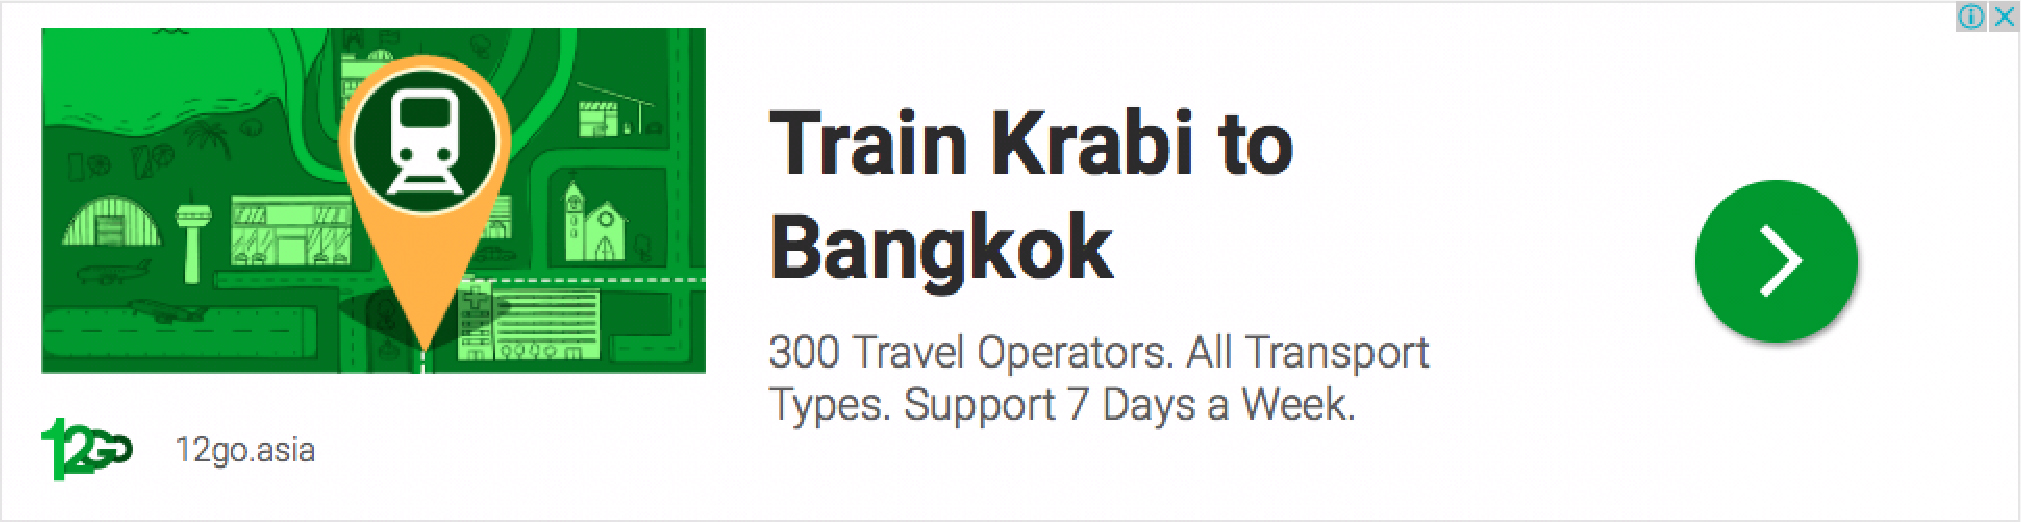 Train Krabi to
Bangkok
300 Travel Operators. All Transport
Types. Support 7 Days a Week.
12GO
12go.asia